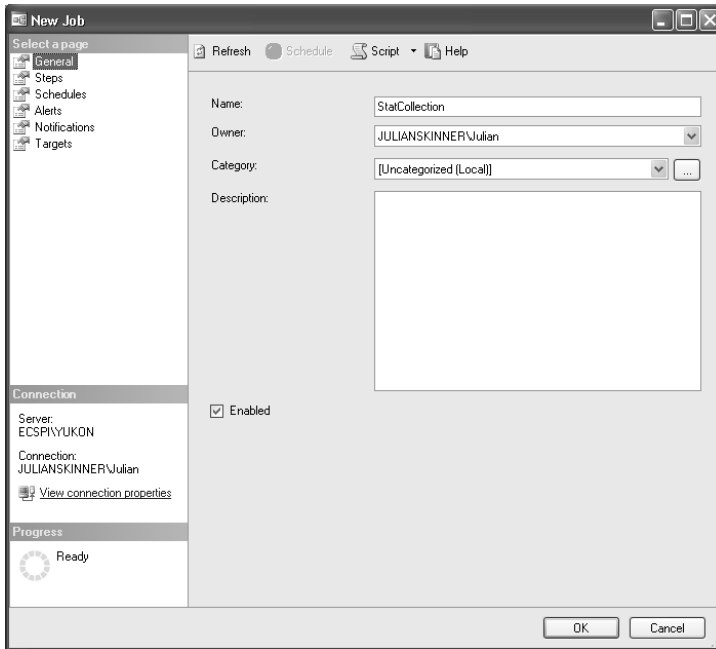 New Job
Select a page
General
Steps
Schedules
Alerts
Notifications
Targets
Refresh Schedule Script Help
Name: StatCollection
Owner: JULIANSKINNER\Julian
Category: [Uncategorized (Local)] ...
Description:
Enabled
Connection
Server:
ECSPI\YUKON
Connection:
JULIANSKINNER\Julian
View connection properties
Progress
Ready
OK Cancel